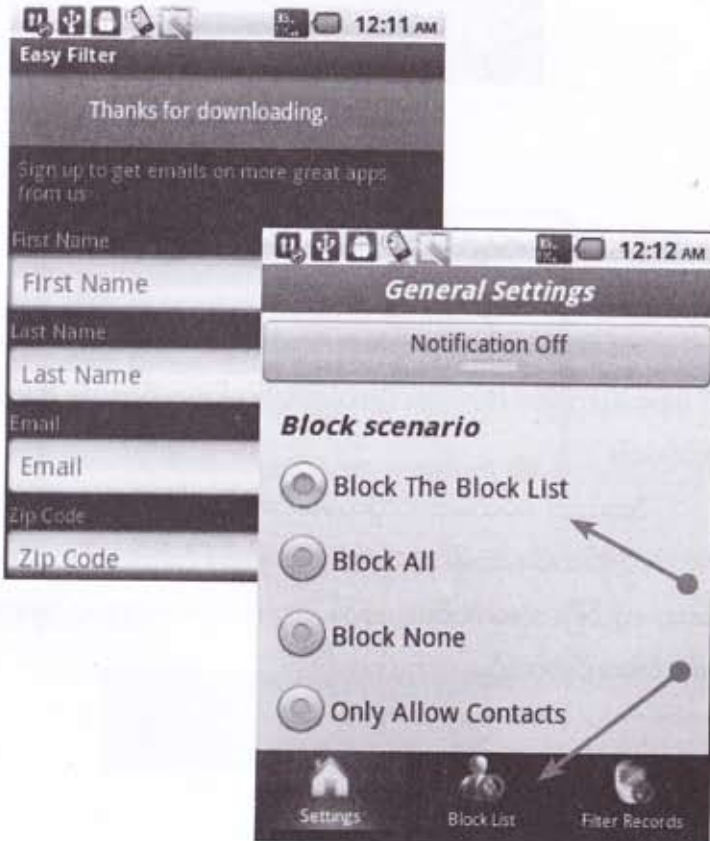 12:11 AM
Easy Filter
Thanks for downloading.
Sign up to get emails on more great apps
from us
First Name
First Name
Last Name
Last Name
Email
Email
Zip Code
Zip Code
12:12 AM
General Settings
Notification Off
Block scenario
Block The Block List
Block All
Block None
Only Allow Contacts
Settings
Block List
Filter Records